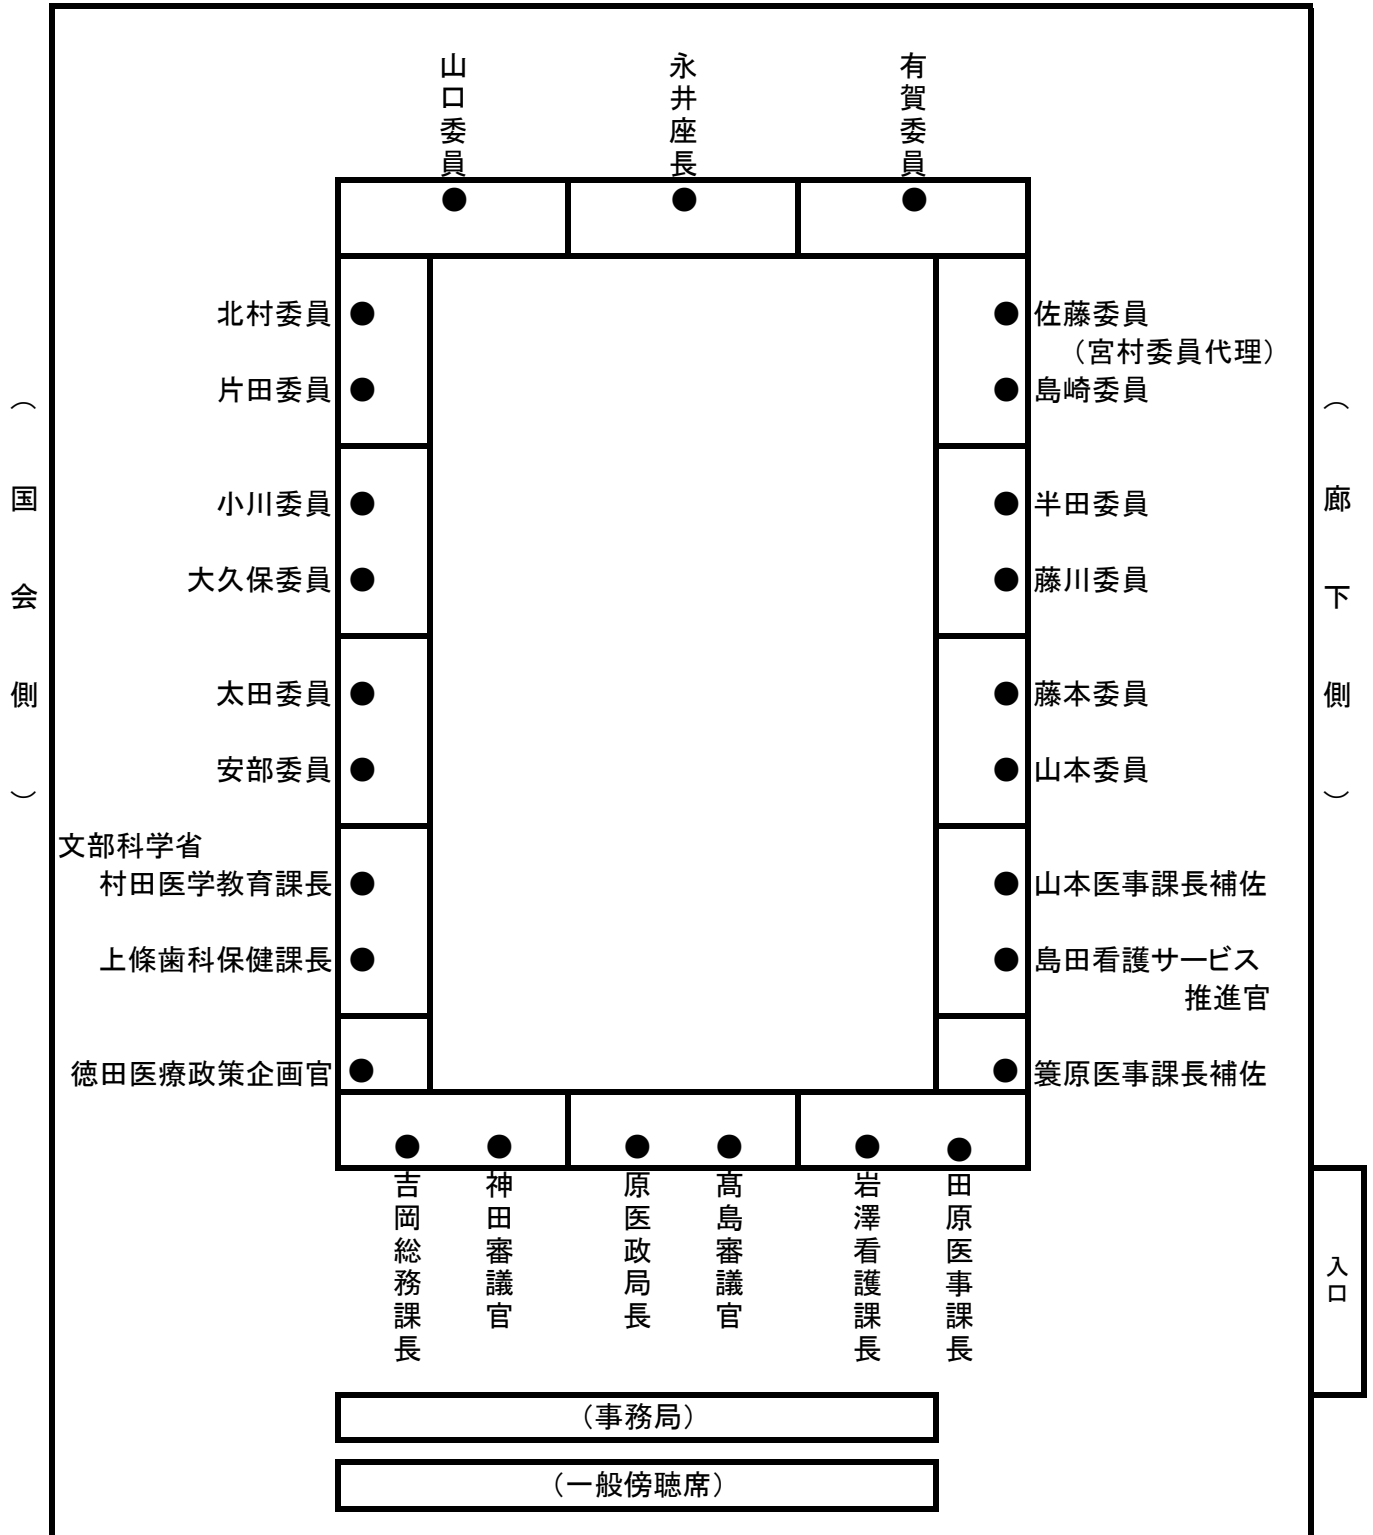 山口委員
永井座長
有賀委員
北村委員
片田委員
小川委員
大久保委員
太田委員
安部委員
文部科学省
村田医学教育課長
上條歯科保健課長
徳田医療政策企画官
佐藤委員
（宮村委員代理）
島崎委員
半田委員
藤川委員
藤本委員
山本委員
山本医事課長補佐
島田看護サービス
推進官
簑原医事課長補佐
（国会側）
（廊下側）
吉岡総務課長
神田審議官
原医政局長
髙島審議官
岩澤看護課長
田原医事課長
入口
（事務局）
（一般傍聴席）